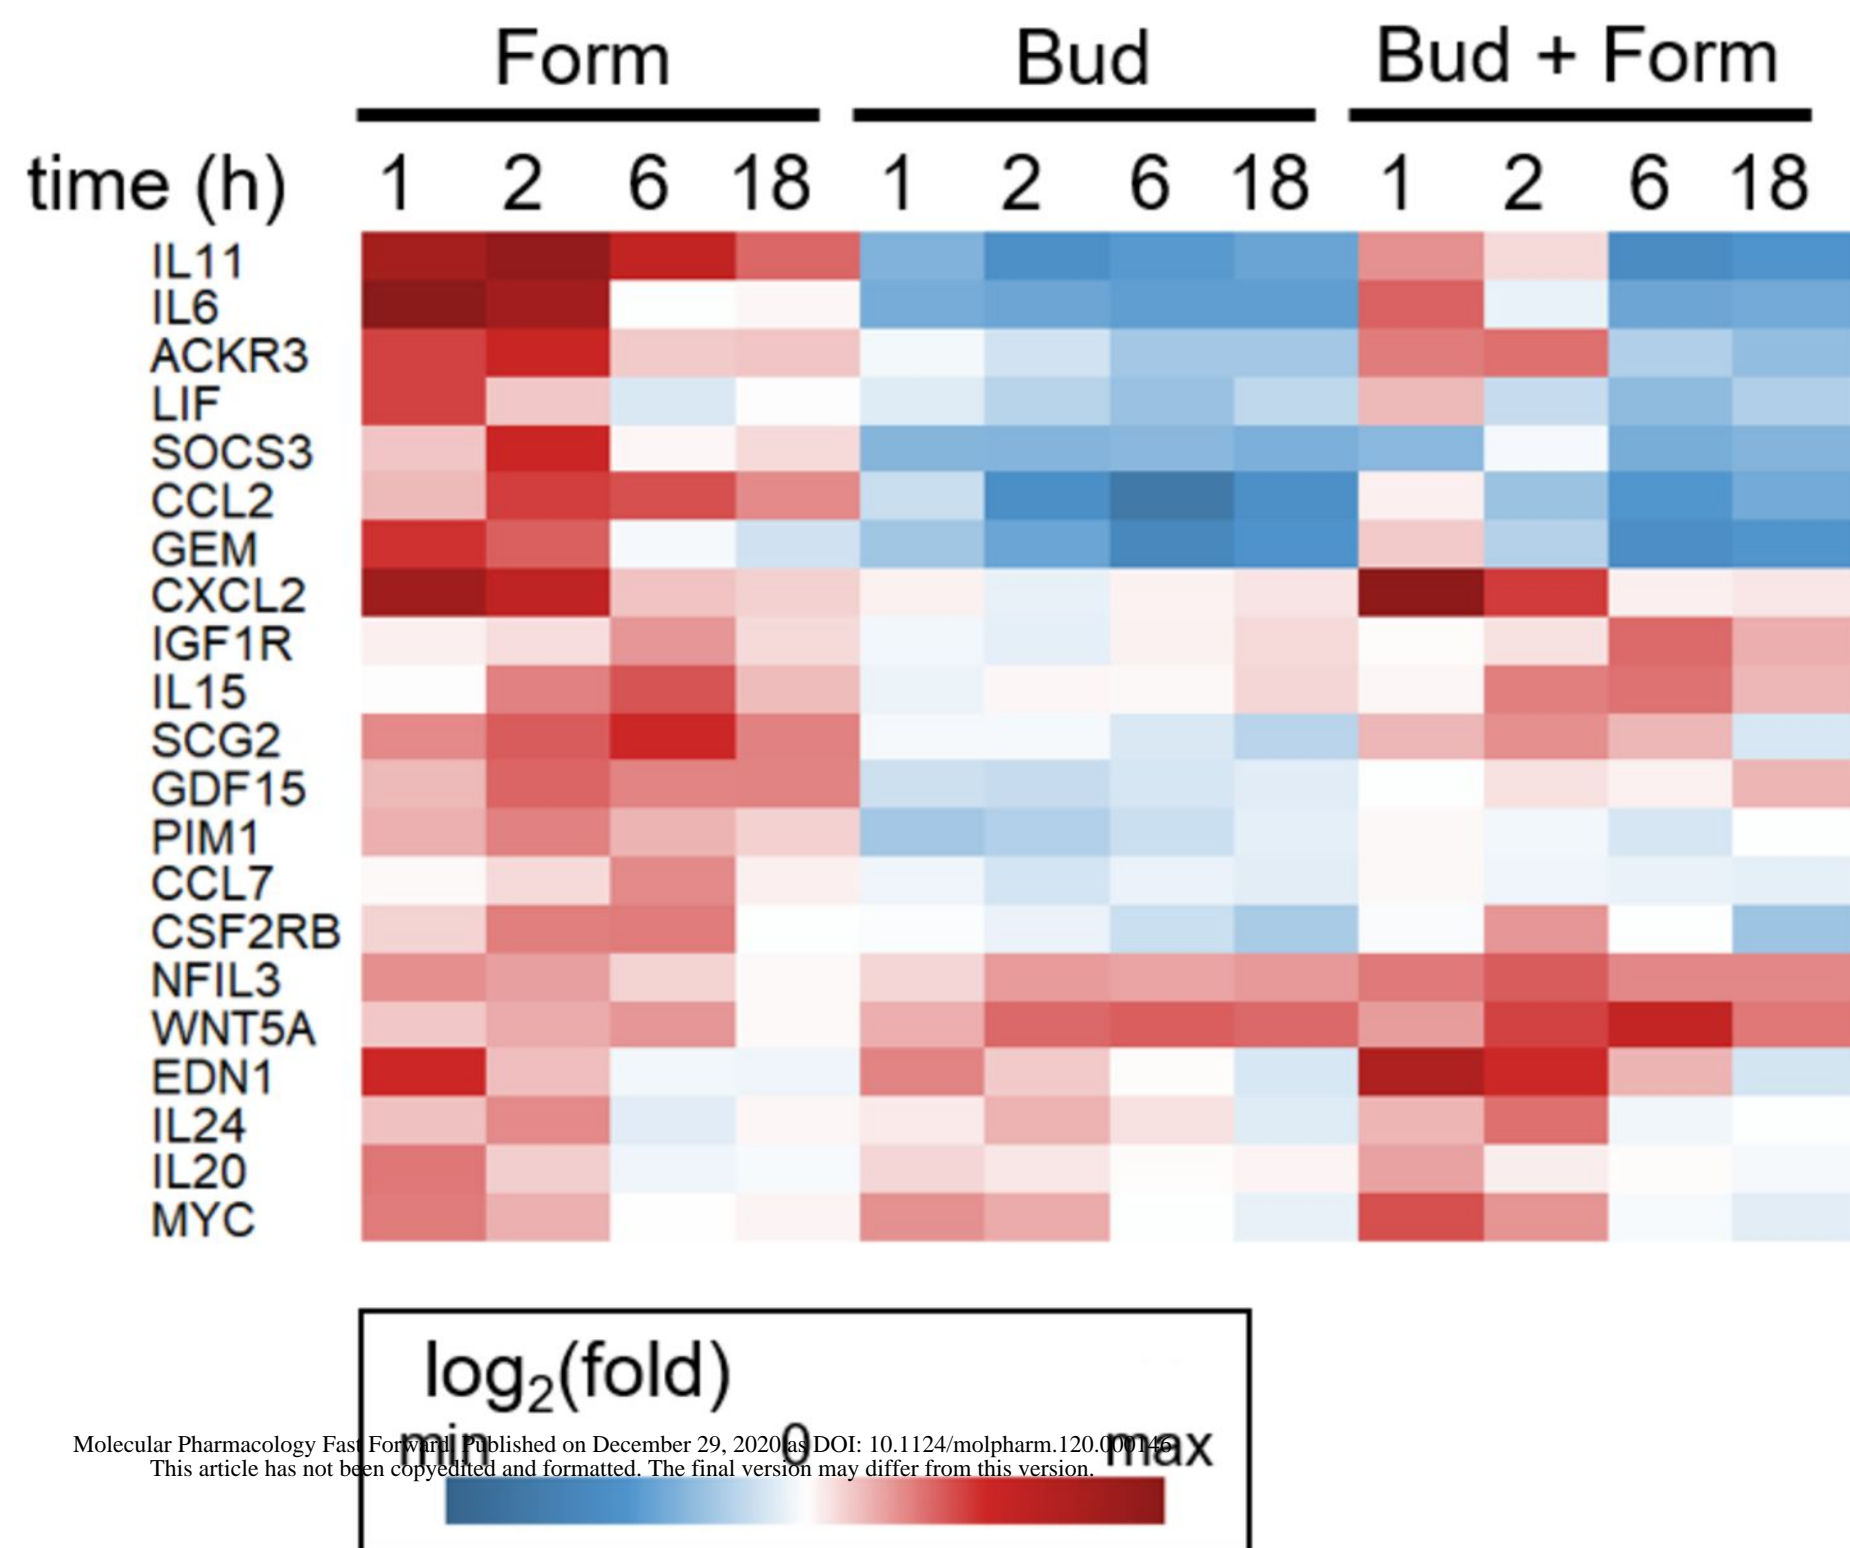 Form Bud Bud + Form
time (h) 1 2 6 18 1 2 6 18 1 2 6 18
IL11
IL6
ACKR3
LIF
SOCS3
CCL2
GEM
CXCL2
IGF1R
IL15
SCG2
GDF15
PIM1
CCL7
CSF2RB
NFIL3
WNT5A
EDN1
IL24
IL20
MYC
log₂(fold)
min 0 max
Molecular Pharmacology Fast Forward. Published on December 29, 2020 as DOI: 10.1124/molpharm.120.000146
This article has not been copyedited and formatted. The final version may differ from this version.